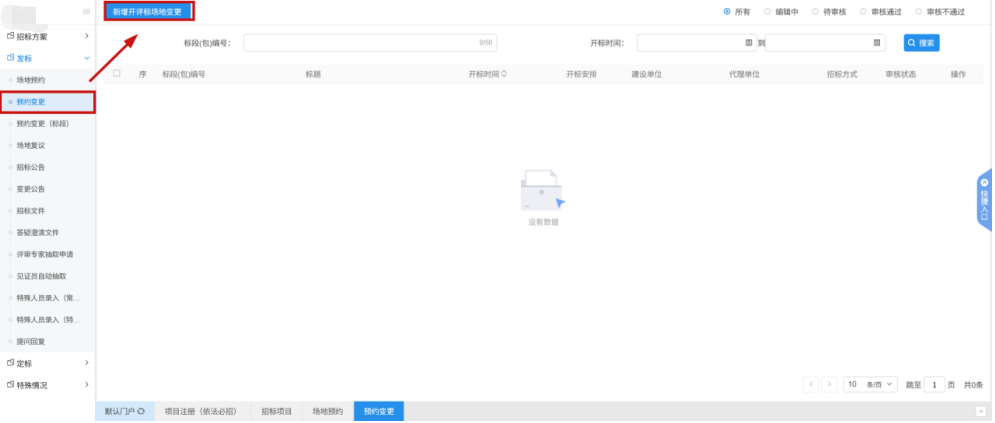 新增开评标场地变更
所有 编辑中 待审核 审核通过 审核不通过
招标方案
发标
场地预约
预约变更
预约变更（标段）
场地复议
招标公告
变更公告
招标文件
答疑澄清文件
评审专家抽取申请
见证员自动抽取
特殊人员录入（常...
特殊人员录入（特...
提问回复
定标
特殊情况
标段(包)编号： 0/50 开标时间： 到 搜索
序 标段(包)编号 标题 开标时间 开标安排 建设单位 代理单位 招标方式 审核状态 操作
没有数据
快捷入口
10 条/页 跳至 1 页 共0条
默认门户 项目注册（依法必招） 招标项目 场地预约 预约变更